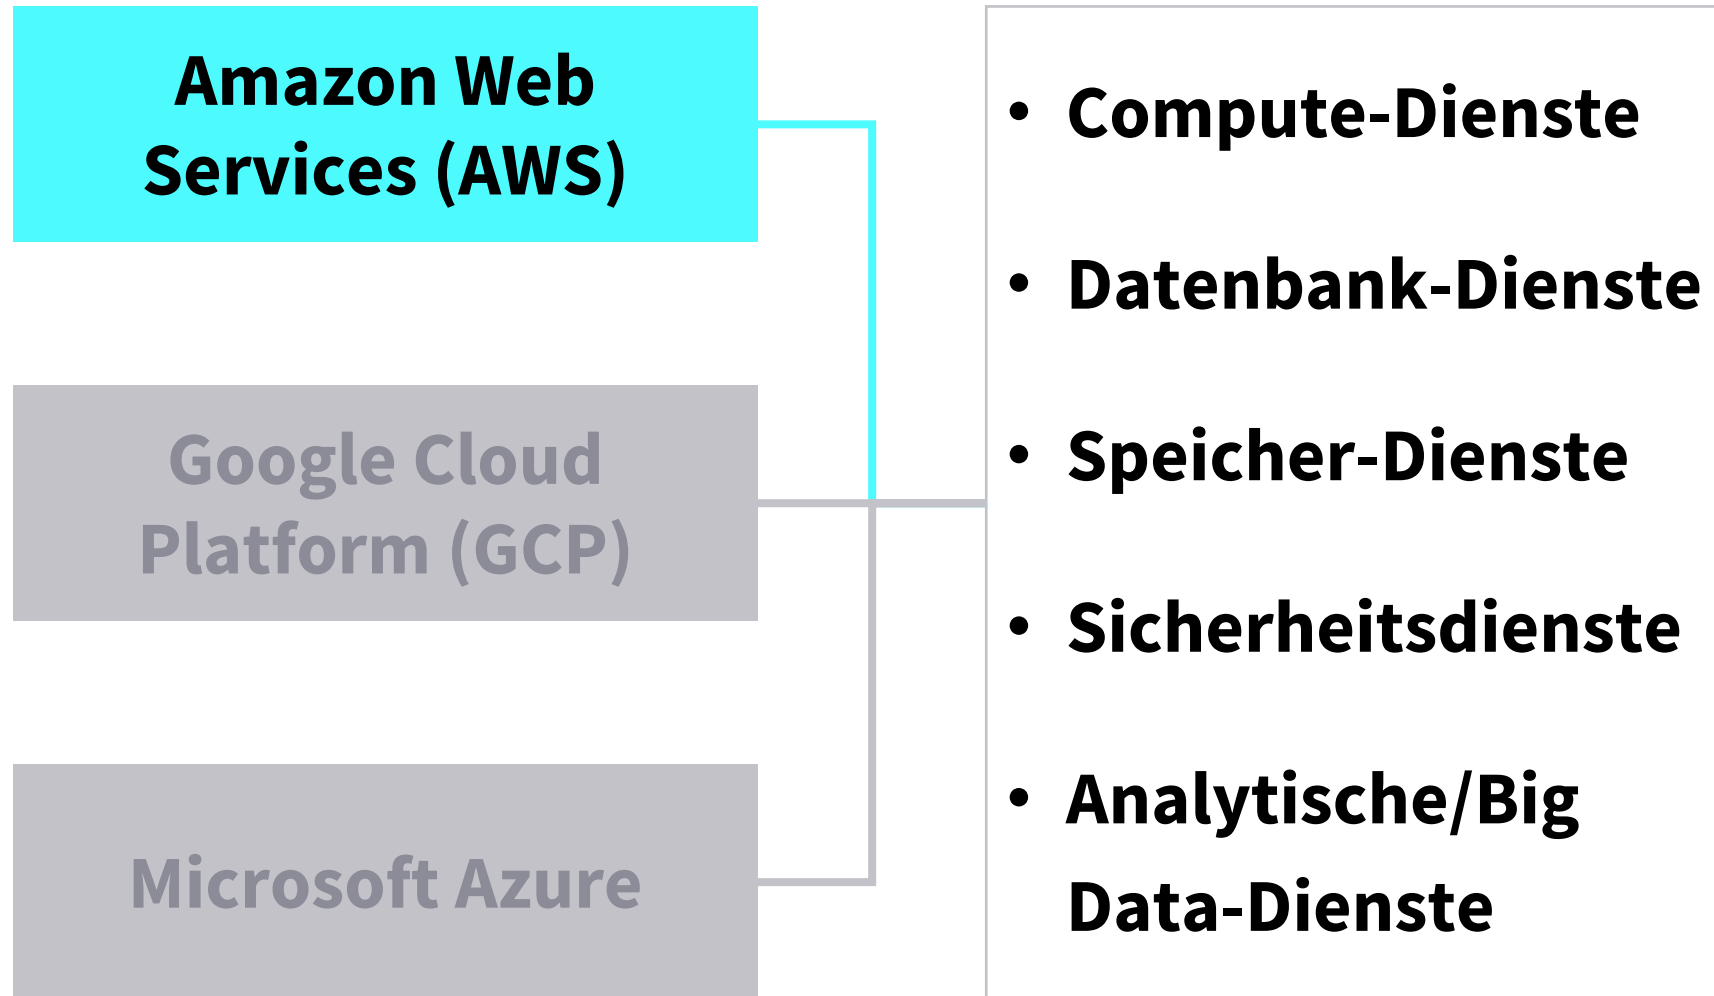 Amazon Web
Services (AWS)
Google Cloud
Platform (GCP)
Microsoft Azure
• Compute-Dienste
• Datenbank-Dienste
• Speicher-Dienste
• Sicherheitsdienste
• Analytische/Big
Data-Dienste